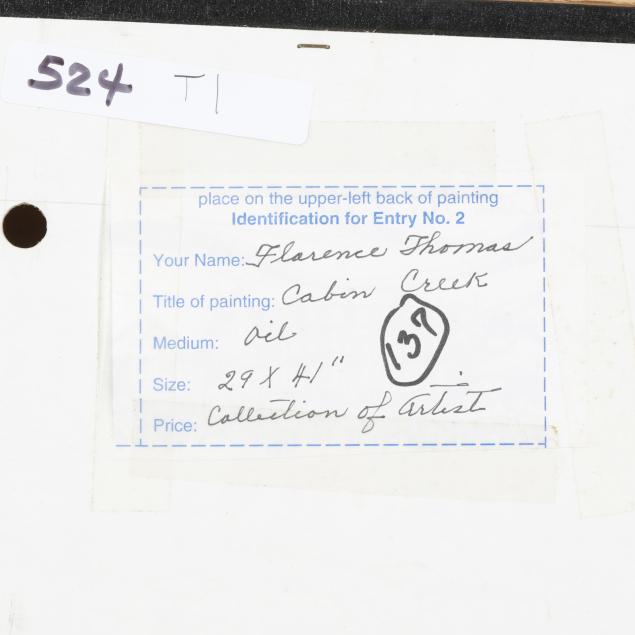 524 T1
place on the upper-left back of painting
Identification for Entry No. 2
Your Name: Florence Thomas
Title of painting: Cabin Creek
Medium: Oil
137
Size: 29 X 41"
Price: Collection of Artist